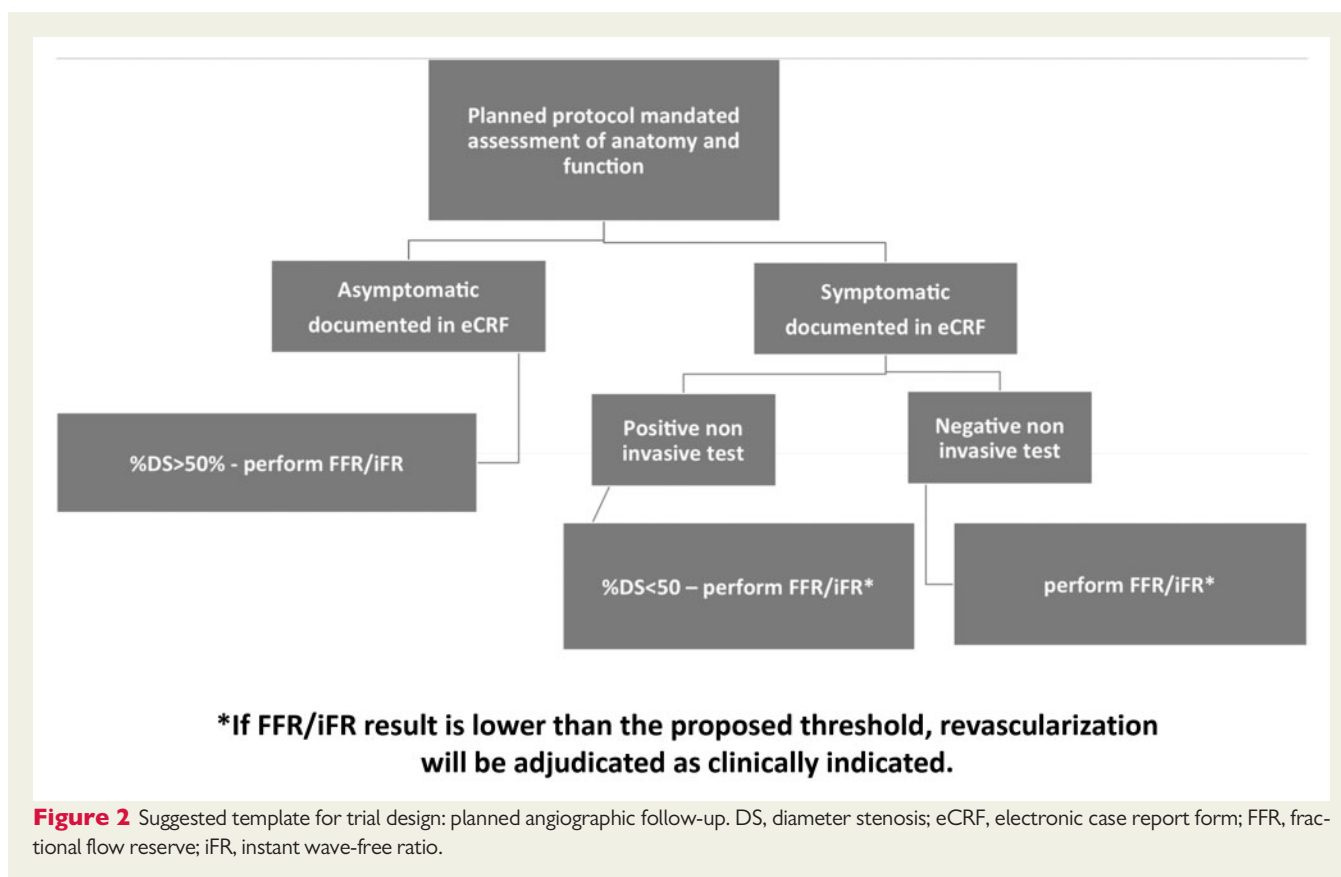 Planned protocol mandated
assessment of anatomy and
function
Asymptomatic
documented in eCRF
Symptomatic
documented in eCRF
%DS>50% - perform FFR/iFR
Positive non
invasive test
Negative non
invasive test
%DS<50 – perform FFR/iFR*
perform FFR/iFR*
*If FFR/iFR result is lower than the proposed threshold, revascularization
will be adjudicated as clinically indicated.
Figure 2 Suggested template for trial design: planned angiographic follow-up. DS, diameter stenosis; eCRF, electronic case report form; FFR, frac-
tional flow reserve; iFR, instant wave-free ratio.